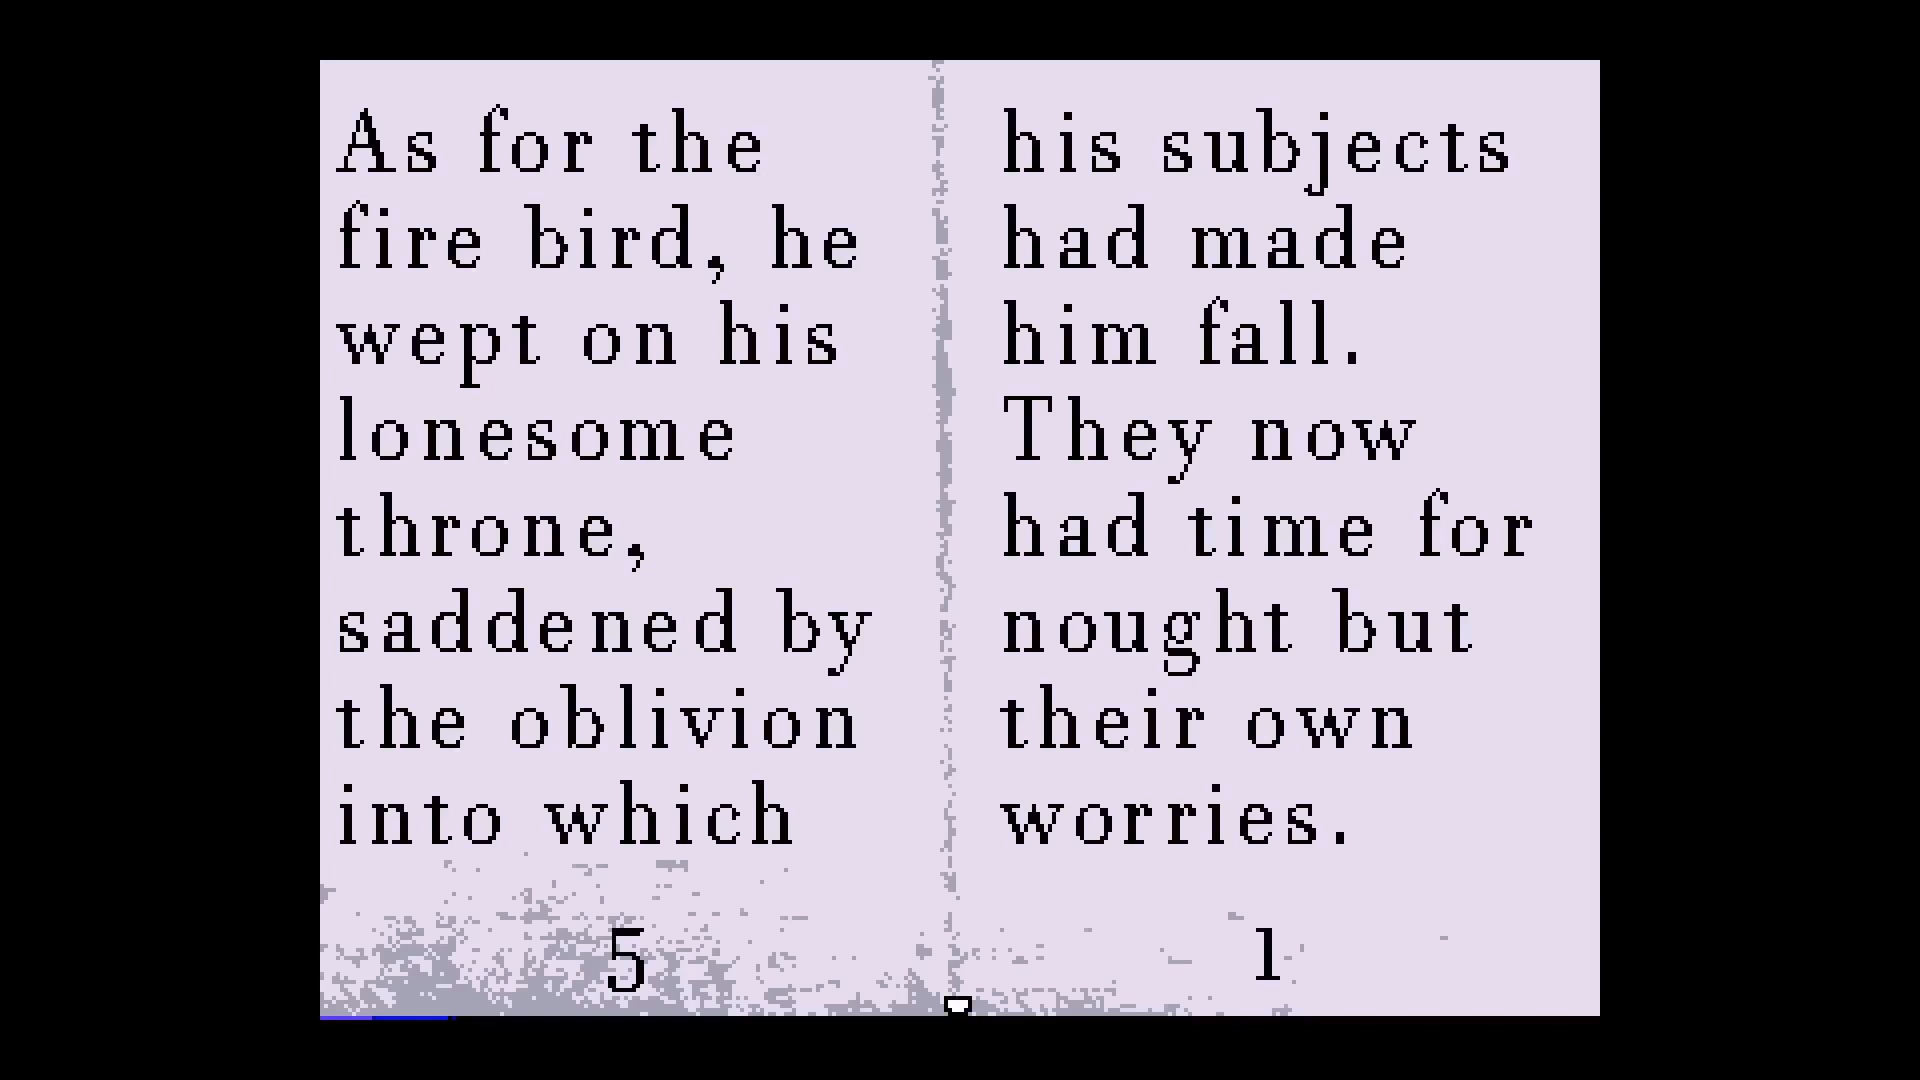 As for the
fire bird, he
wept on his
lonesome
throne,
saddened by
the oblivion
into which
5
his subjects
had made
him fall.
They now
had time for
nought but
their own
worries.
1